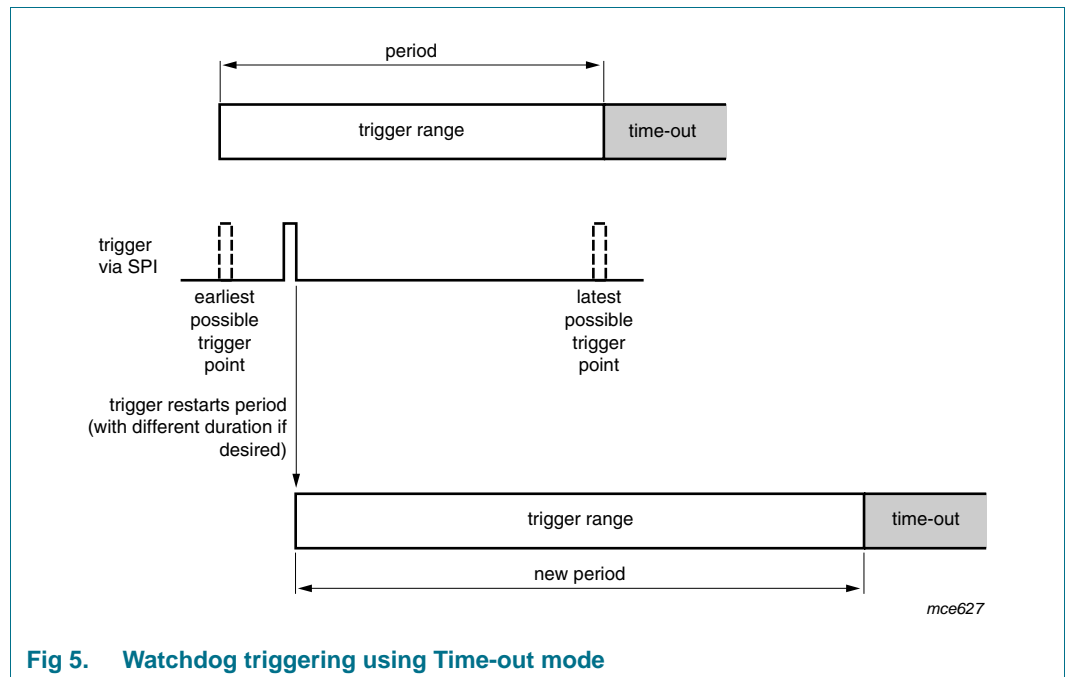 period
trigger range
time-out
trigger
via SPI
earliest
possible
trigger
point
latest
possible
trigger
point
trigger restarts period
(with different duration if
desired)
trigger range
time-out
new period
mce627
Fig 5. Watchdog triggering using Time-out mode